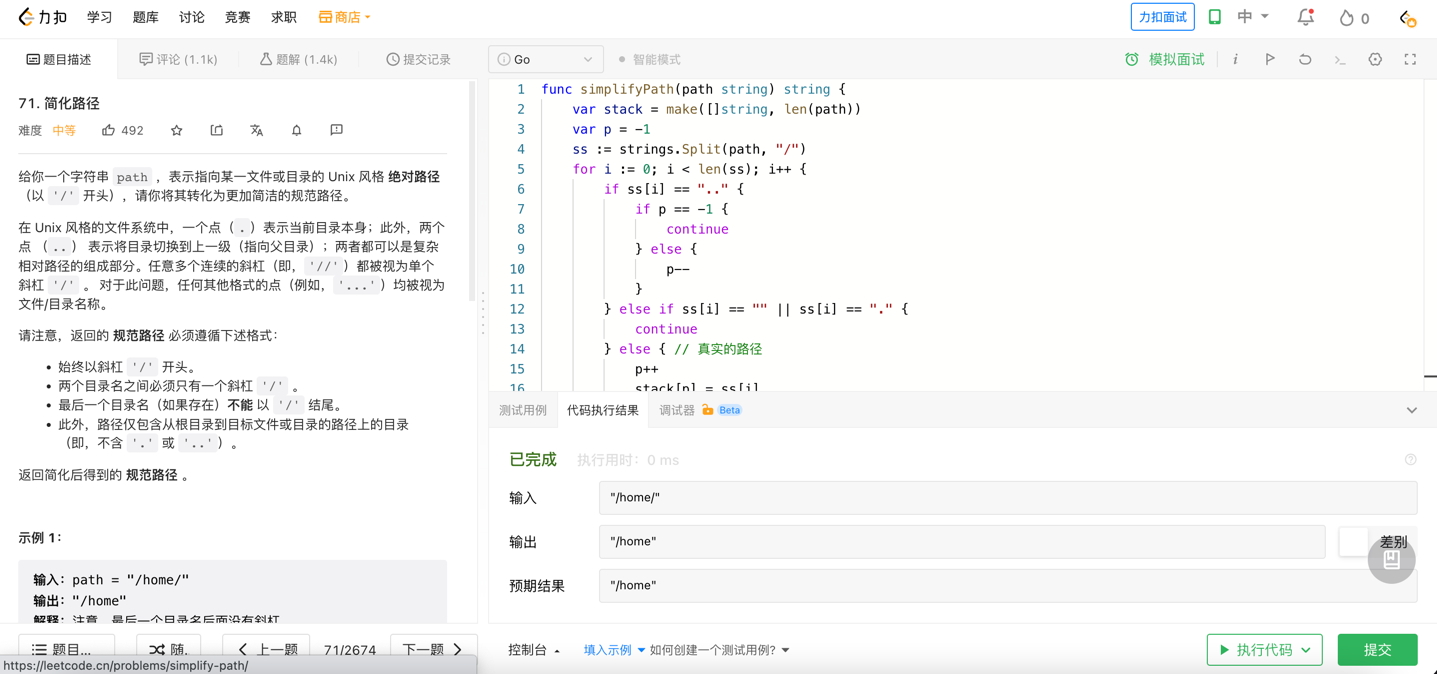 力扣 学习 题库 讨论 竞赛 求职 商店 力扣面试 中 0
题目描述 评论 (1.1k) 题解 (1.4k) 提交记录
71. 简化路径
难度 中等 492
给你一个字符串 path ，表示指向某一文件或目录的 Unix 风格 绝对路径
（以 '/' 开头），请你将其转化为更加简洁的规范路径。
在 Unix 风格的文件系统中，一个点（.）表示当前目录本身；此外，两个
点 （..） 表示将目录切换到上一级（指向父目录）；两者都可以是复杂
相对路径的组成部分。任意多个连续的斜杠（即，'//'）都被视为单个
斜杠 '/' 。 对于此问题，任何其他格式的点（例如，'...'）均被视为
文件/目录名称。
请注意，返回的 规范路径 必须遵循下述格式：
• 始终以斜杠 '/' 开头。
• 两个目录名之间必须只有一个斜杠 '/' 。
• 最后一个目录名（如果存在）不能 以 '/' 结尾。
• 此外，路径仅包含从根目录到目标文件或目录的路径上的目录
（即，不含 '.' 或 '..'）。
返回简化后得到的 规范路径 。
示例 1：
输入：path = "/home/"
输出："/home"
解释：注意，最后一个目录名后面没有斜杠
题目... 随. 上一题 71/2674 下一题
https://leetcode.cn/problems/simplify-path/
Go 智能模式 模拟面试 i
1 func simplifyPath(path string) string {
2 var stack = make([]string, len(path))
3 var p = -1
4 ss := strings.Split(path, "/")
5 for i := 0; i < len(ss); i++ {
6 if ss[i] == ".." {
7 if p == -1 {
8 continue
9 } else {
10 p--
11 }
12 } else if ss[i] == "" || ss[i] == "." {
13 continue
14 } else { // 真实的路径
15 p++
16 stack[p] = ss[i]
测试用例 代码执行结果 调试器 Beta
已完成 执行用时：0 ms
输入 "/home/"
输出 "/home" 差别
预期结果 "/home"
控制台 填入示例 如何创建一个测试用例? 执行代码 提交